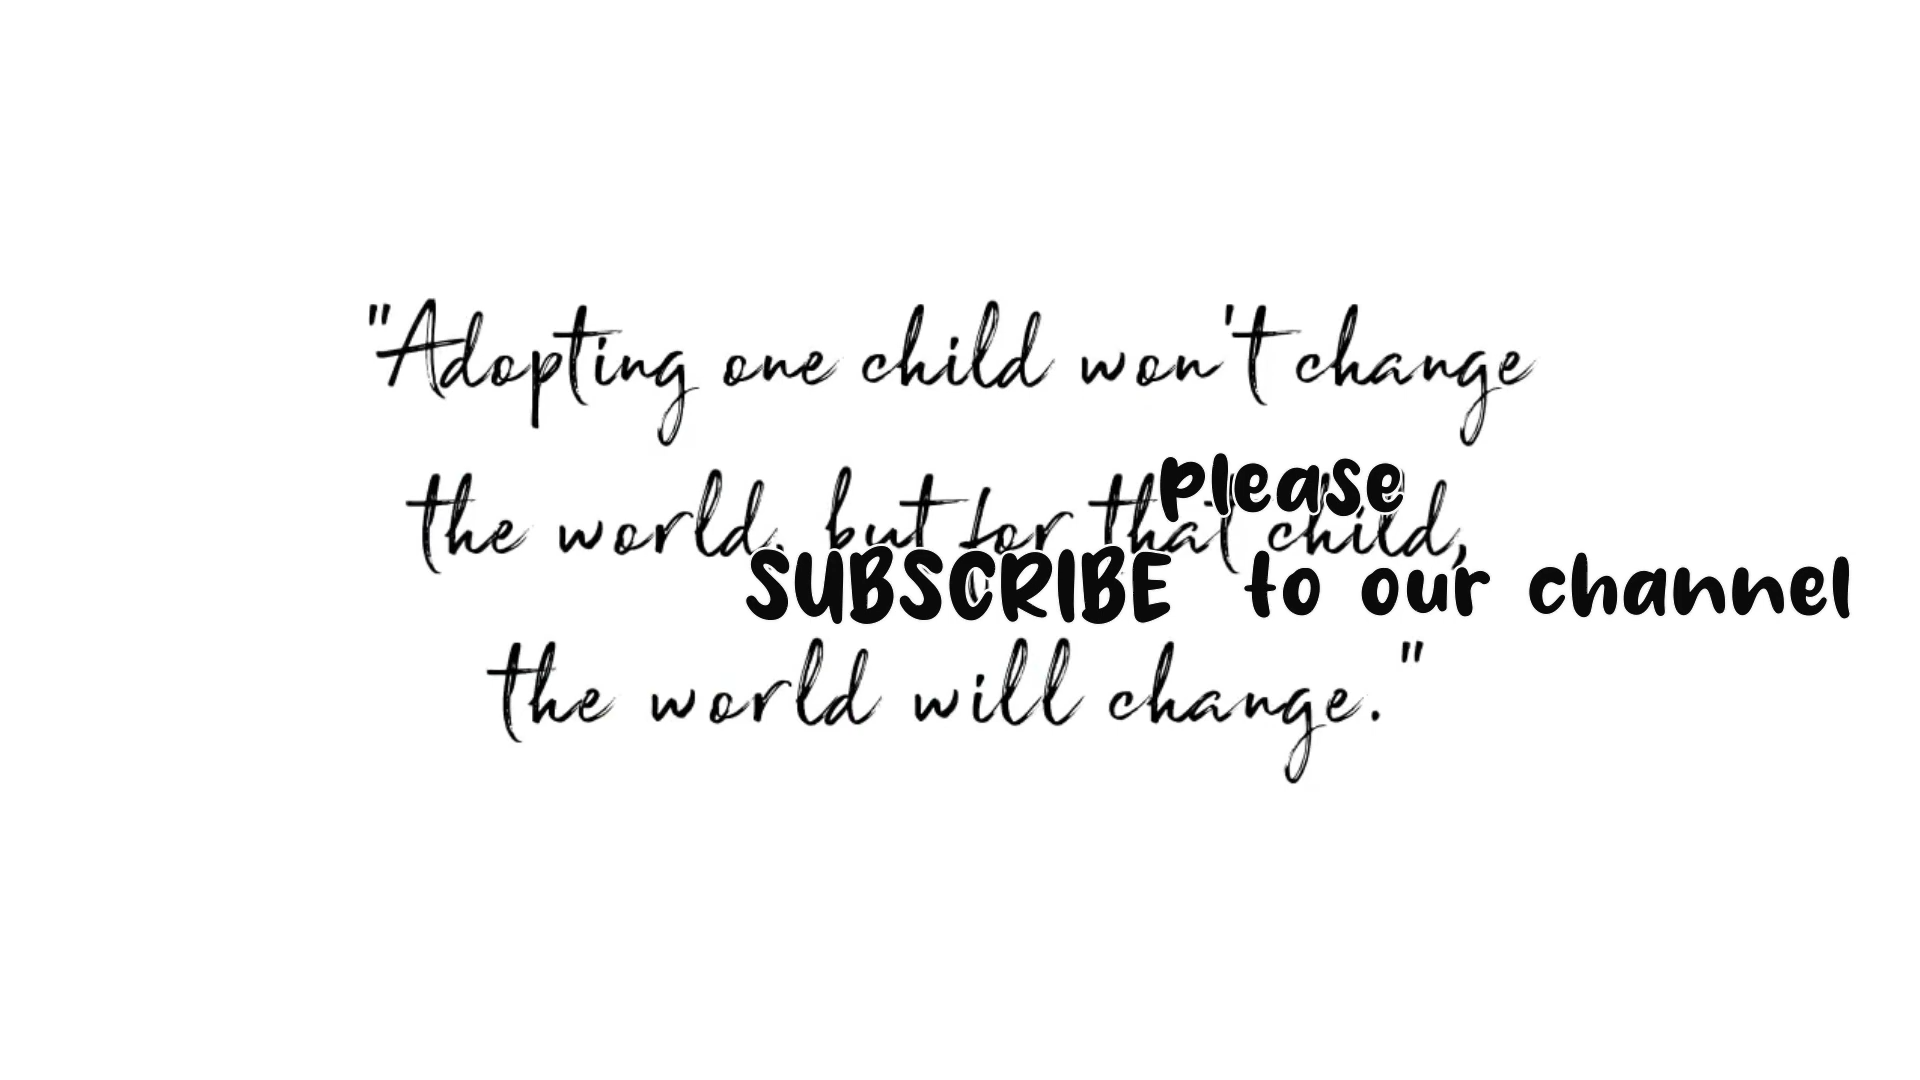 "Adopting one child won't change
the world, but for that child,
the world will change."
please
SUBSCRIBE to our channel